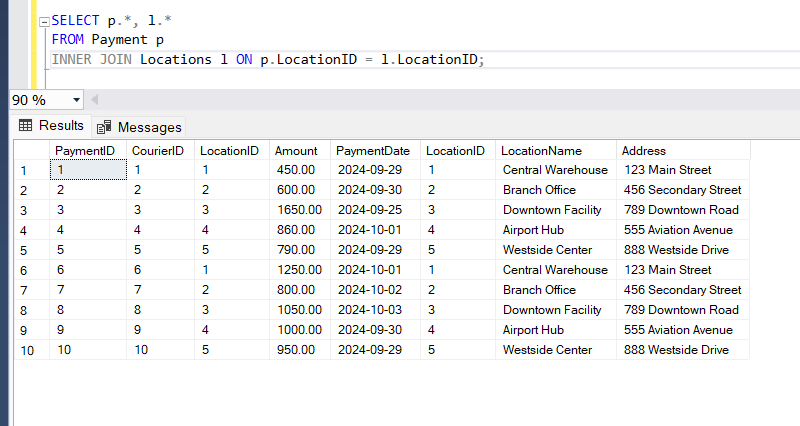 SELECT p.*, l.*
FROM Payment p
INNER JOIN Locations l ON p.LocationID = l.LocationID;
90 %
Results Messages
PaymentID CourierID LocationID Amount PaymentDate LocationID LocationName Address
1 1 1 1 450.00 2024-09-29 1 Central Warehouse 123 Main Street
2 2 2 2 600.00 2024-09-30 2 Branch Office 456 Secondary Street
3 3 3 3 1650.00 2024-09-25 3 Downtown Facility 789 Downtown Road
4 4 4 4 860.00 2024-10-01 4 Airport Hub 555 Aviation Avenue
5 5 5 5 790.00 2024-09-29 5 Westside Center 888 Westside Drive
6 6 6 1 1250.00 2024-10-01 1 Central Warehouse 123 Main Street
7 7 7 2 800.00 2024-10-02 2 Branch Office 456 Secondary Street
8 8 8 3 1050.00 2024-10-03 3 Downtown Facility 789 Downtown Road
9 9 9 4 1000.00 2024-09-30 4 Airport Hub 555 Aviation Avenue
10 10 10 5 950.00 2024-09-29 5 Westside Center 888 Westside Drive